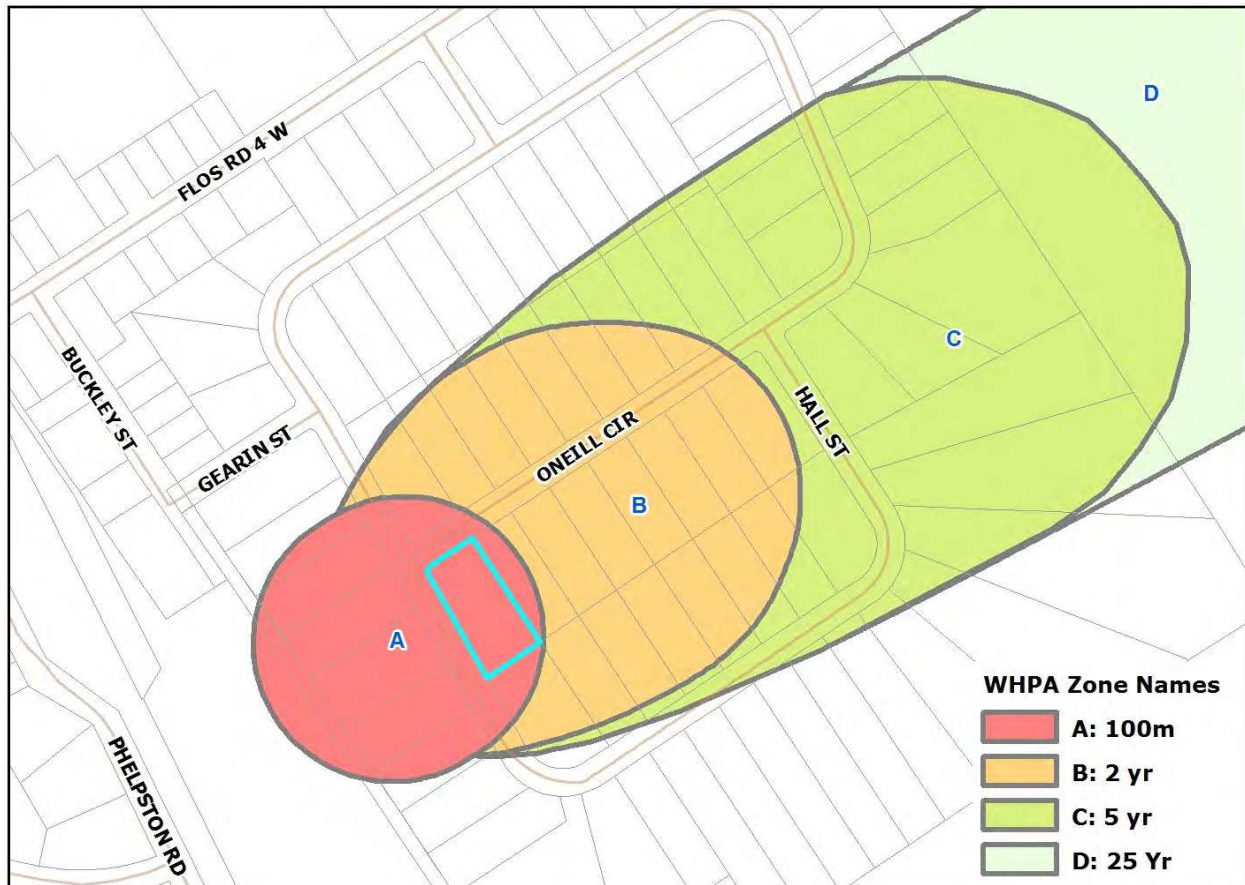 D
FLOS RD 4 W
C
BUCKLEY ST
HALL ST
GEARIN ST
ONEILL CIR
B
A
PHELPSTON RD
WHPA Zone Names
A: 100m
B: 2 yr
C: 5 yr
D: 25 Yr